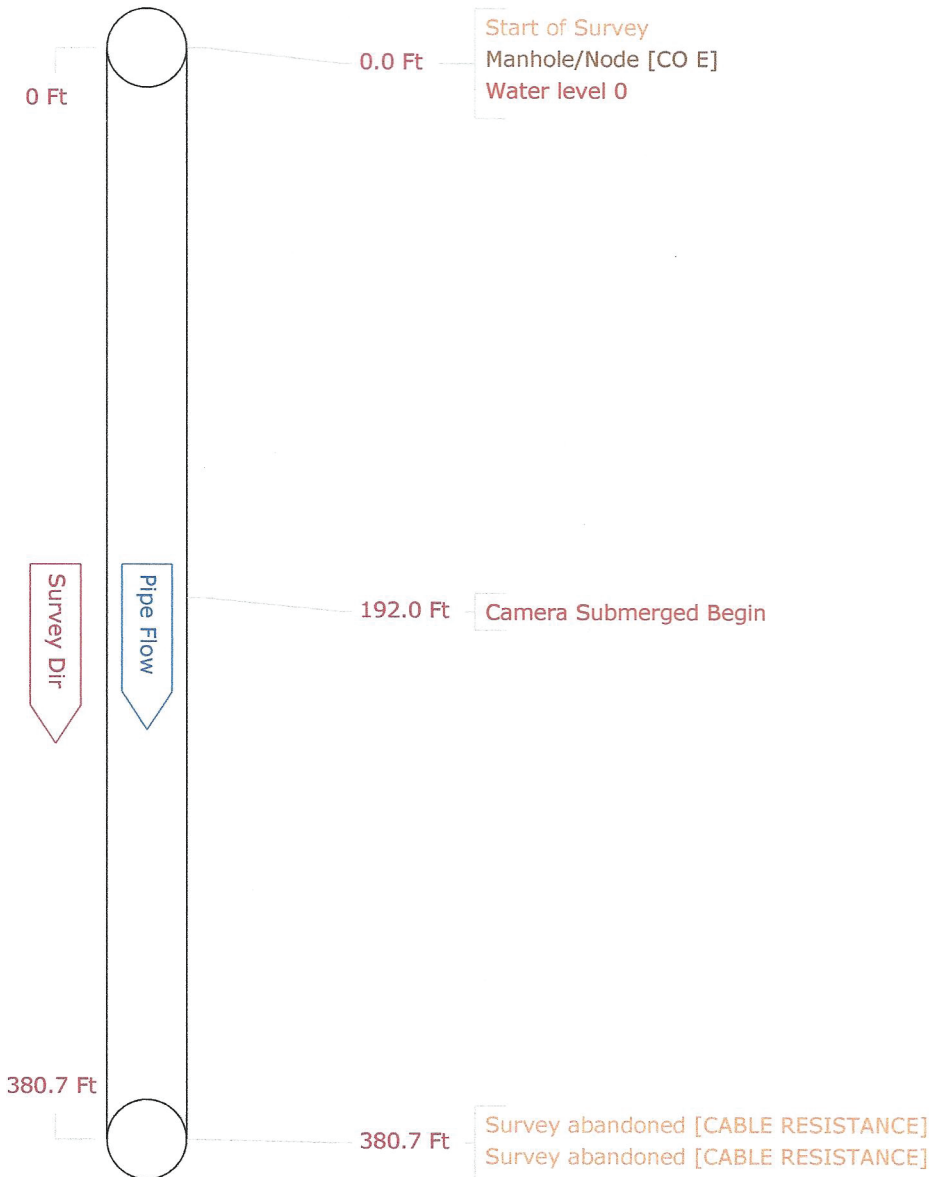 Start of Survey
0.0 Ft
Manhole/Node [CO E]
0 Ft
Water level 0
Survey Dir
Pipe Flow
192.0 Ft
Camera Submerged Begin
380.7 Ft
380.7 Ft
Survey abandoned [CABLE RESISTANCE]
Survey abandoned [CABLE RESISTANCE]